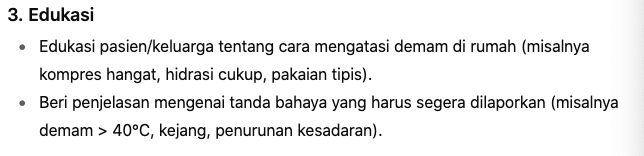 3. Edukasi
• Edukasi pasien/keluarga tentang cara mengatasi demam di rumah (misalnya
kompres hangat, hidrasi cukup, pakaian tipis).
• Beri penjelasan mengenai tanda bahaya yang harus segera dilaporkan (misalnya
demam > 40°C, kejang, penurunan kesadaran).